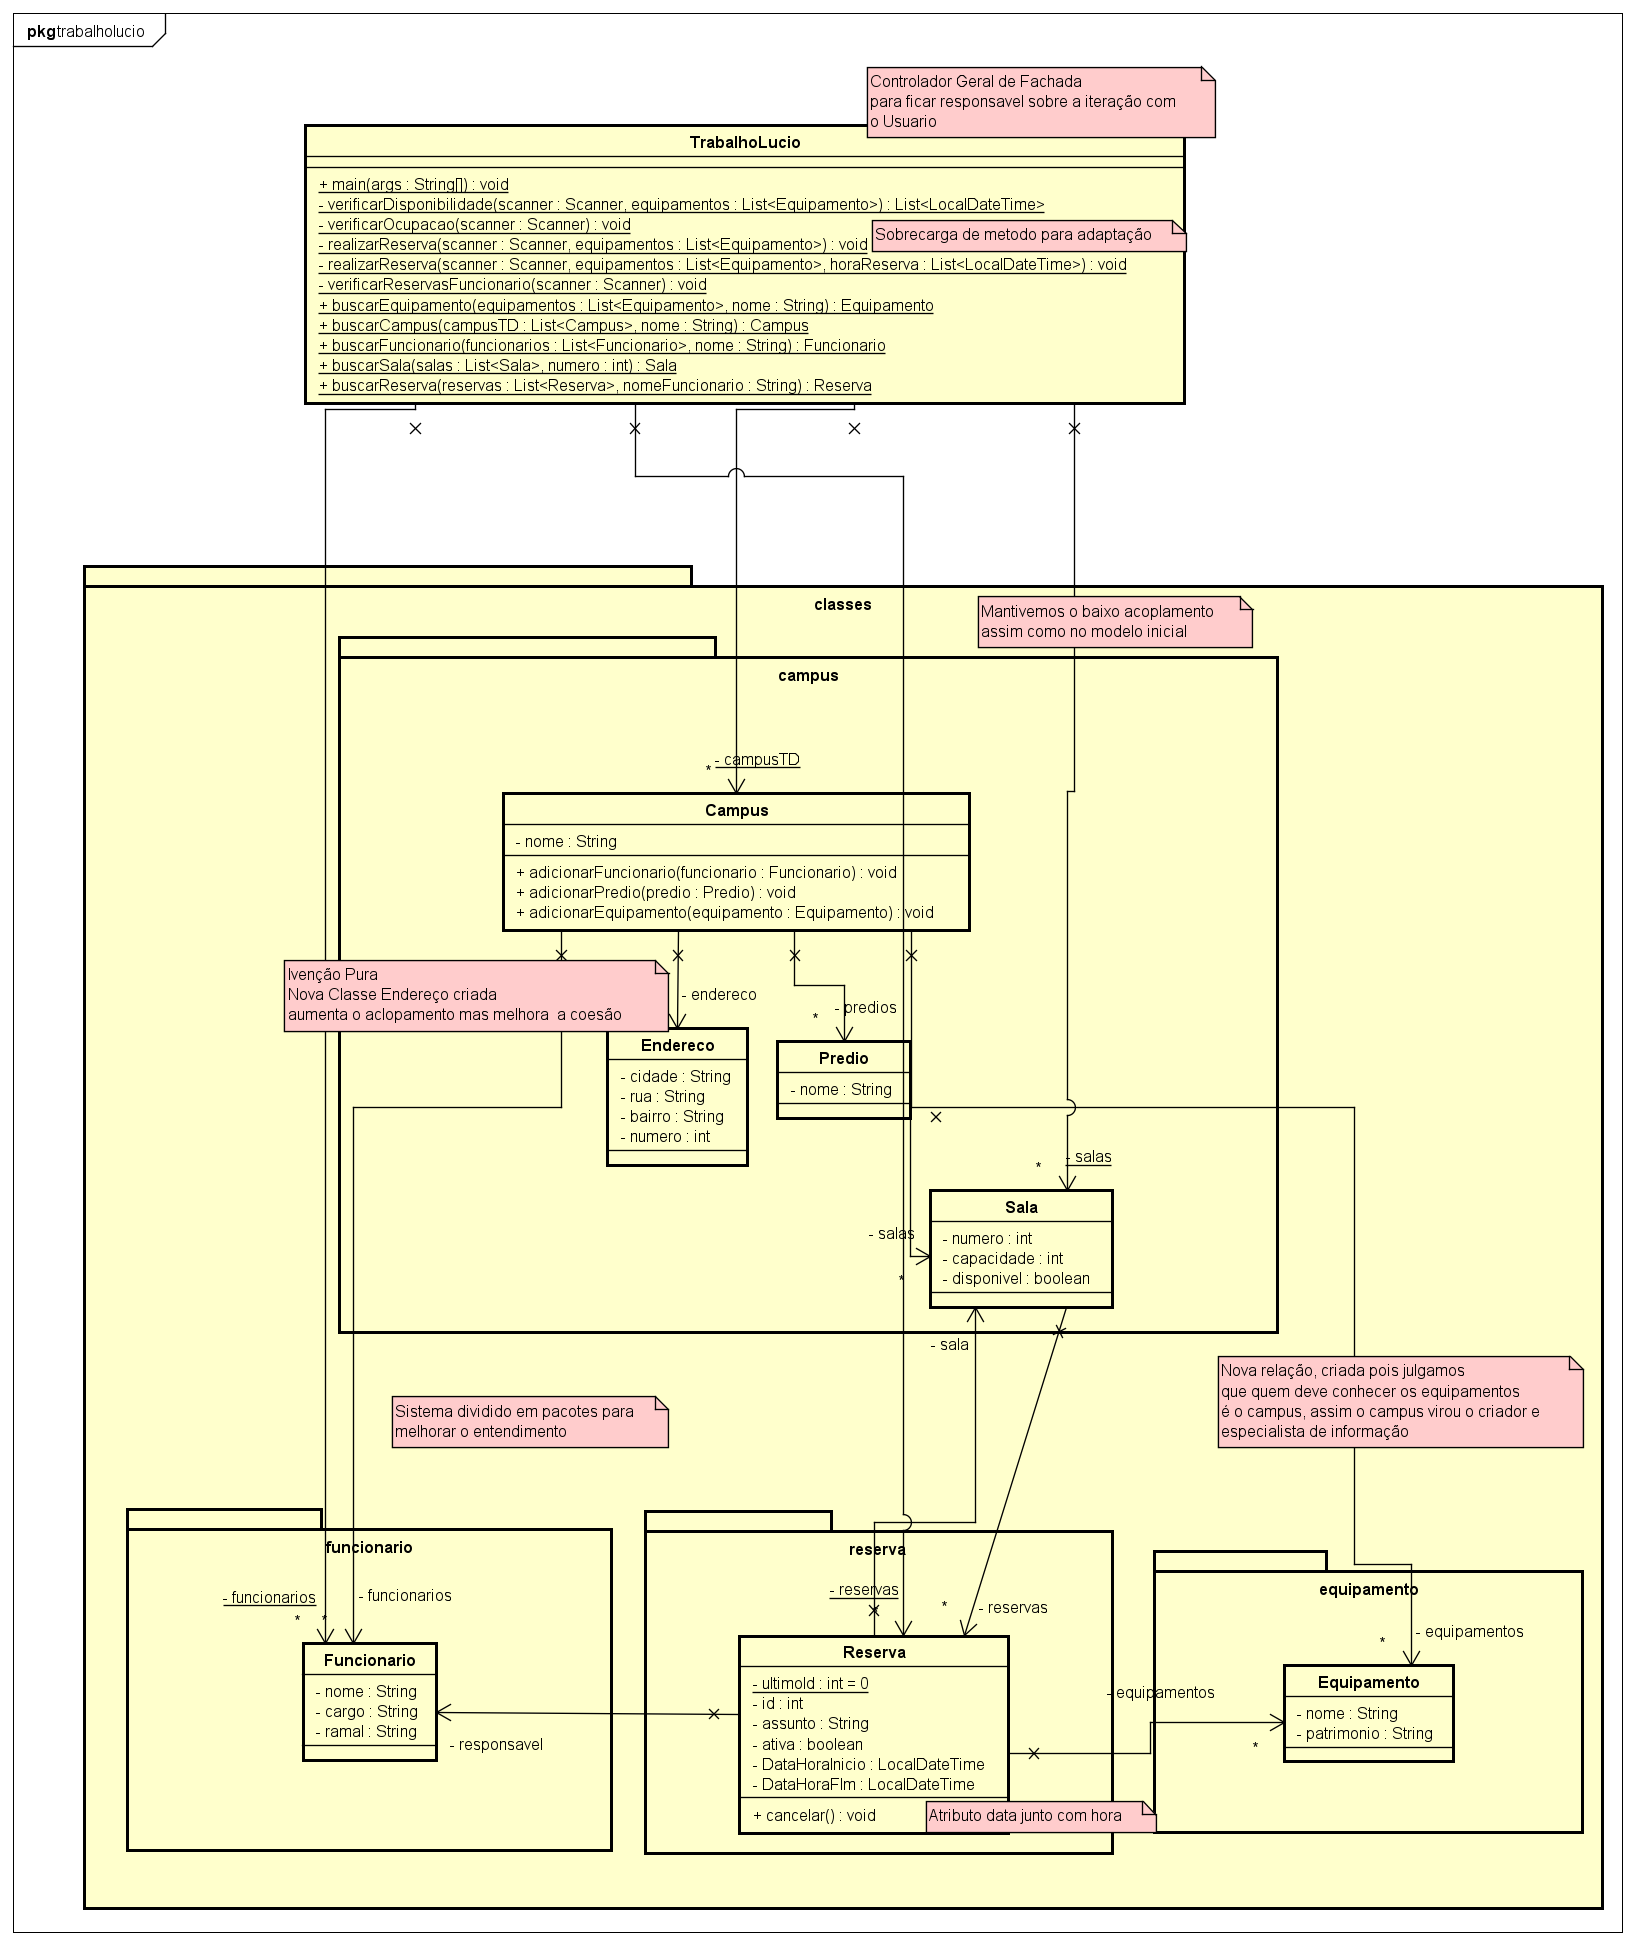 pkg trabalholucio
Controlador Geral de Fachada
para ficar responsavel sobre a iteração com
o Usuario
TrabalhoLucio
+ main(args : String[]) : void
- verificarDisponibilidade(scanner : Scanner, equipamentos : List<Equipamento>) : List<LocalDateTime>
- verificarOcupacao(scanner : Scanner) : void
- realizarReserva(scanner : Scanner, equipamentos : List<Equipamento>) : void
Sobrecarga de metodo para adaptação
- realizarReserva(scanner : Scanner, equipamentos : List<Equipamento>, horaReserva : List<LocalDateTime>) : void
- verificarReservasFuncionario(scanner : Scanner) : void
+ buscarEquipamento(equipamentos : List<Equipamento>, nome : String) : Equipamento
+ buscarCampus(campusTD : List<Campus>, nome : String) : Campus
+ buscarFuncionario(funcionarios : List<Funcionario>, nome : String) : Funcionario
+ buscarSala(salas : List<Sala>, numero : int) : Sala
+ buscarReserva(reservas : List<Reserva>, nomeFuncionario : String) : Reserva
classes
Mantivemos o baixo acoplamento
assim como no modelo inicial
campus
- campusTD
*
Campus
- nome : String
+ adicionarFuncionario(funcionario : Funcionario) : void
+ adicionarPredio(predio : Predio) : void
+ adicionarEquipamento(equipamento : Equipamento) : void
Ivenção Pura
Nova Classe Endereço criada
aumenta o aclopamento mas melhora  a coesão
- endereco
- predios
*
Endereco
- cidade : String
- rua : String
- bairro : String
- numero : int
Predio
- nome : String
- salas
*
Sala
- numero : int
- capacidade : int
- disponivel : boolean
- salas
*
- sala
Nova relação, criada pois julgamos
que quem deve conhecer os equipamentos
é o campus, assim o campus virou o criador e
especialista de informação
Sistema dividido em pacotes para
melhorar o entendimento
funcionario
- funcionarios
*
- funcionarios
*
Funcionario
- nome : String
- cargo : String
- ramal : String
- responsavel
reserva
- reservas
*
- reservas
*
Reserva
- ultimoId : int = 0
- id : int
- assunto : String
- ativa : boolean
- DataHoraInicio : LocalDateTime
- DataHoraFIm : LocalDateTime
+ cancelar() : void
Atributo data junto com hora
equipamento
- equipamentos
*
- equipamentos
*
Equipamento
- nome : String
- patrimonio : String